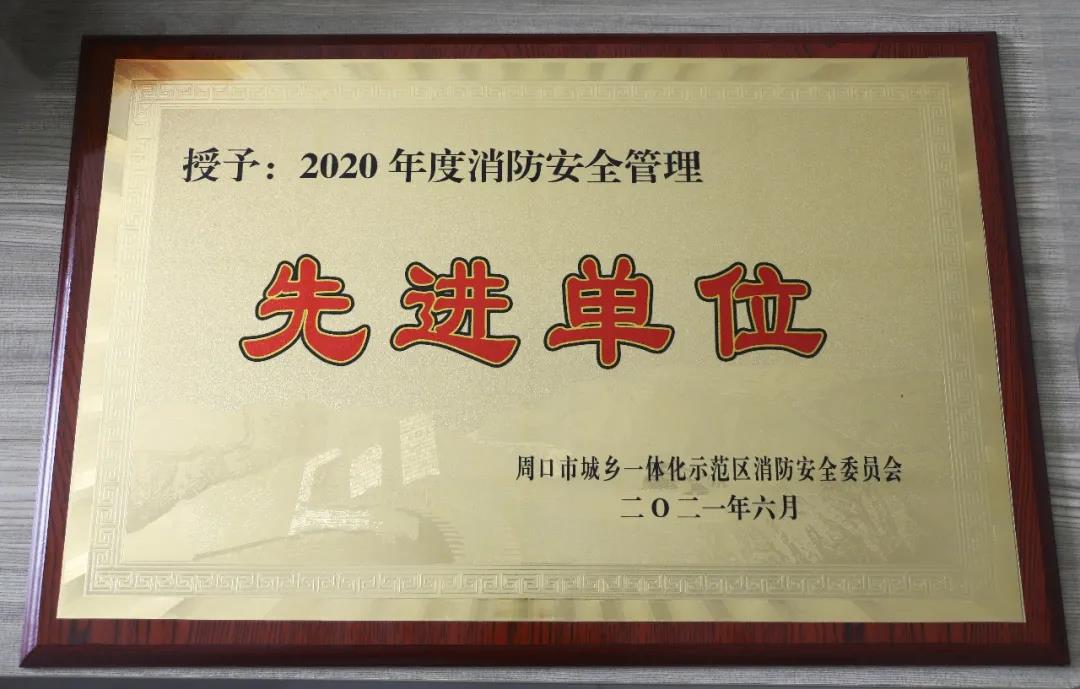 授予：2020 年度消防安全管理
先进单位
周口市城乡一体化示范区消防安全委员会
二O二一年六月